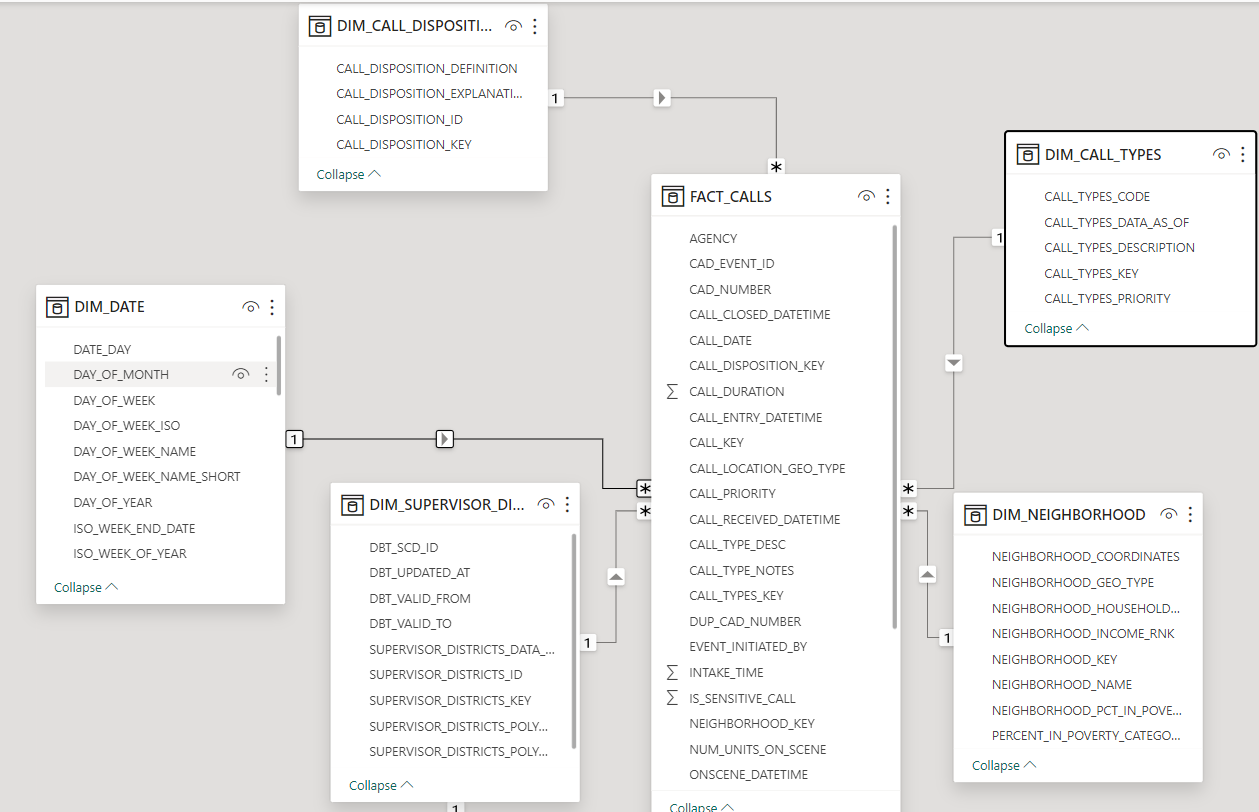 DIM_CALL_DISPOSITI...
CALL_DISPOSITION_DEFINITION
CALL_DISPOSITION_EXPLANATI...
CALL_DISPOSITION_ID
CALL_DISPOSITION_KEY
Collapse
1
*
DIM_CALL_TYPES
CALL_TYPES_CODE
CALL_TYPES_DATA_AS_OF
CALL_TYPES_DESCRIPTION
CALL_TYPES_KEY
CALL_TYPES_PRIORITY
Collapse
1
*
FACT_CALLS
AGENCY
CAD_EVENT_ID
CAD_NUMBER
CALL_CLOSED_DATETIME
CALL_DATE
CALL_DISPOSITION_KEY
Σ CALL_DURATION
CALL_ENTRY_DATETIME
CALL_KEY
CALL_LOCATION_GEO_TYPE
CALL_PRIORITY
CALL_RECEIVED_DATETIME
CALL_TYPE_DESC
CALL_TYPE_NOTES
CALL_TYPES_KEY
DUP_CAD_NUMBER
EVENT_INITIATED_BY
Σ INTAKE_TIME
Σ IS_SENSITIVE_CALL
NEIGHBORHOOD_KEY
NUM_UNITS_ON_SCENE
ONSCENE_DATETIME
Collapse
DIM_DATE
DATE_DAY
DAY_OF_MONTH
DAY_OF_WEEK
DAY_OF_WEEK_ISO
DAY_OF_WEEK_NAME
DAY_OF_WEEK_NAME_SHORT
DAY_OF_YEAR
ISO_WEEK_END_DATE
ISO_WEEK_OF_YEAR
Collapse
1
*
DIM_SUPERVISOR_DI...
DBT_SCD_ID
DBT_UPDATED_AT
DBT_VALID_FROM
DBT_VALID_TO
SUPERVISOR_DISTRICTS_DATA_...
SUPERVISOR_DISTRICTS_ID
SUPERVISOR_DISTRICTS_KEY
SUPERVISOR_DISTRICTS_POLY...
SUPERVISOR_DISTRICTS_POLY...
Collapse
1
*
1
DIM_NEIGHBORHOOD
NEIGHBORHOOD_COORDINATES
NEIGHBORHOOD_GEO_TYPE
NEIGHBORHOOD_HOUSEHOLD...
NEIGHBORHOOD_INCOME_RNK
NEIGHBORHOOD_KEY
NEIGHBORHOOD_NAME
NEIGHBORHOOD_PCT_IN_POVE...
PERCENT_IN_POVERTY_CATEGO...
Collapse
1
*